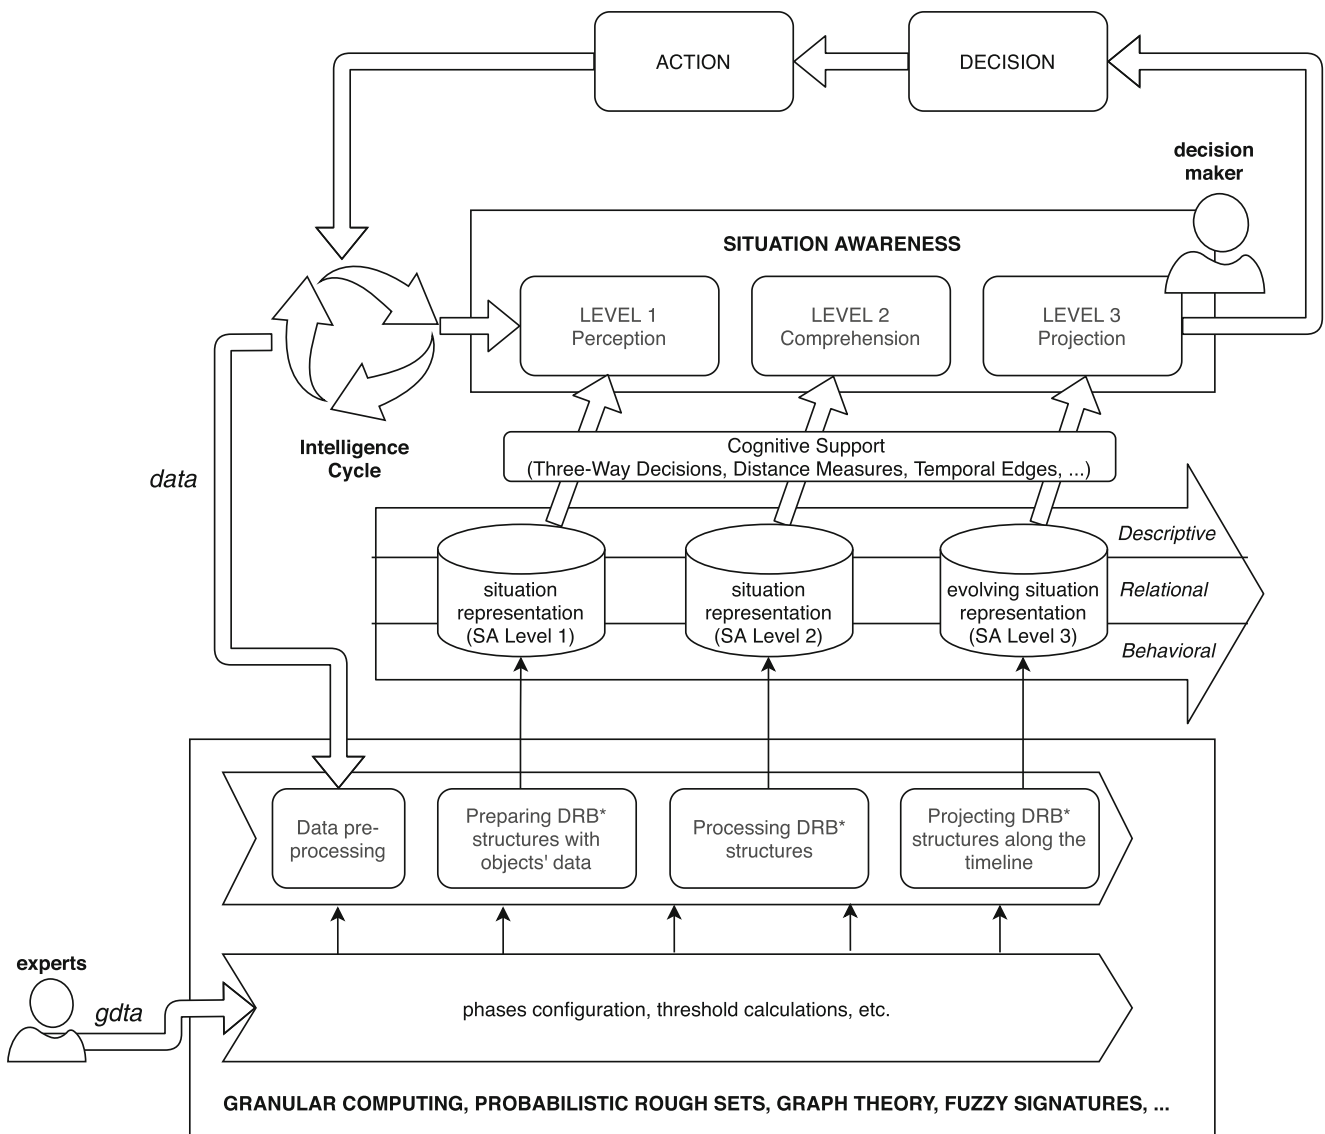 ACTION
DECISION
decision
maker
SITUATION AWARENESS
LEVEL 1
Perception
LEVEL 2
Comprehension
LEVEL 3
Projection
Intelligence
Cycle
data
Cognitive Support
(Three-Way Decisions, Distance Measures, Temporal Edges, ...)
Descriptive
Relational
Behavioral
situation
representation
(SA Level 1)
situation
representation
(SA Level 2)
evolving situation
representation
(SA Level 3)
Data pre-
processing
Preparing DRB*
structures with
objects' data
Processing DRB*
structures
Projecting DRB*
structures along the
timeline
experts
gdta
phases configuration, threshold calculations, etc.
GRANULAR COMPUTING, PROBABILISTIC ROUGH SETS, GRAPH THEORY, FUZZY SIGNATURES, ...